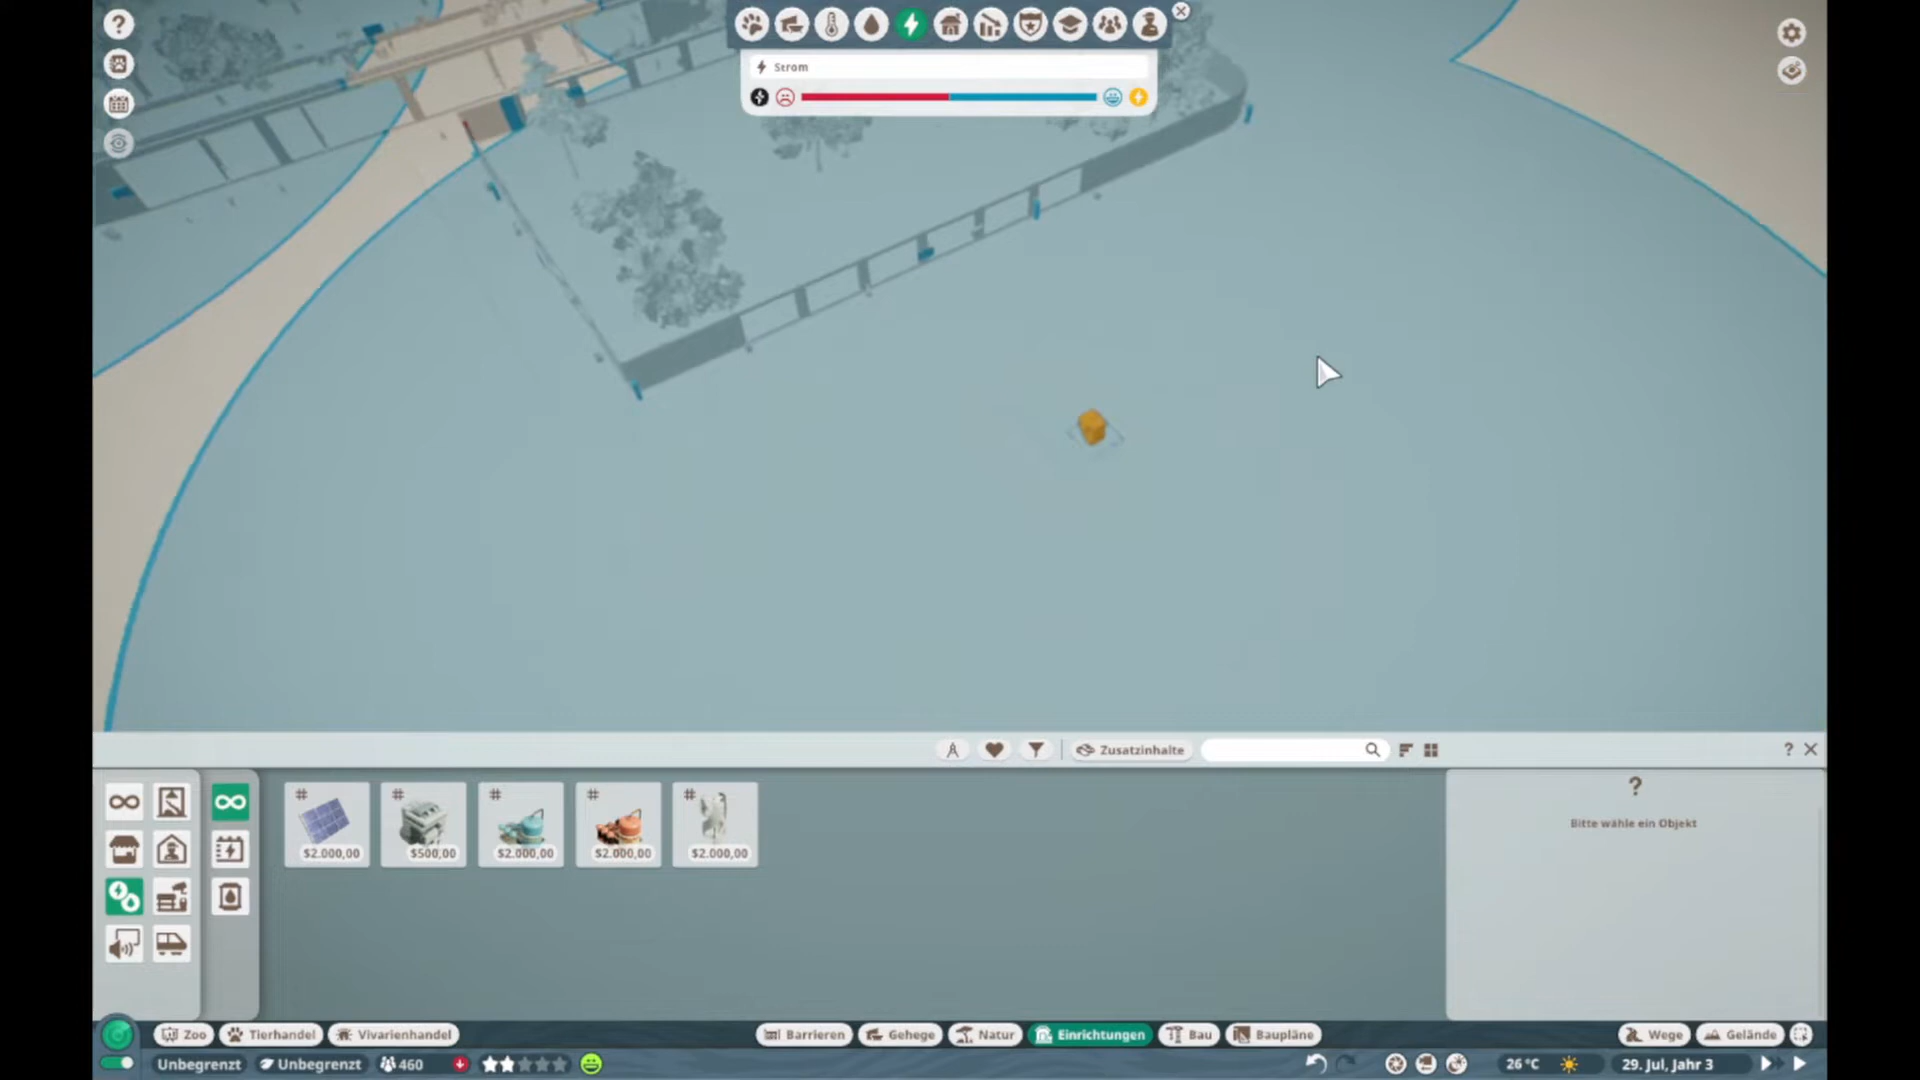 Strom
Zusatzinhalte
Bitte wähle ein Objekt
$2.000,00 $500,00 $2.000,00 $2.000,00 $2.000,00
Zoo Tierhandel Vivarienhandel Barrieren Gehege Natur Einrichtungen Bau Baupläne Wege Gelände
Unbegrenzt Unbegrenzt 460 26 °C 29. Jul, Jahr 3